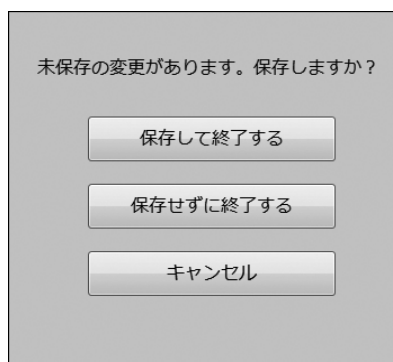 未保存の変更があります。保存しますか？
保存して終了する
保存せずに終了する
キャンセル